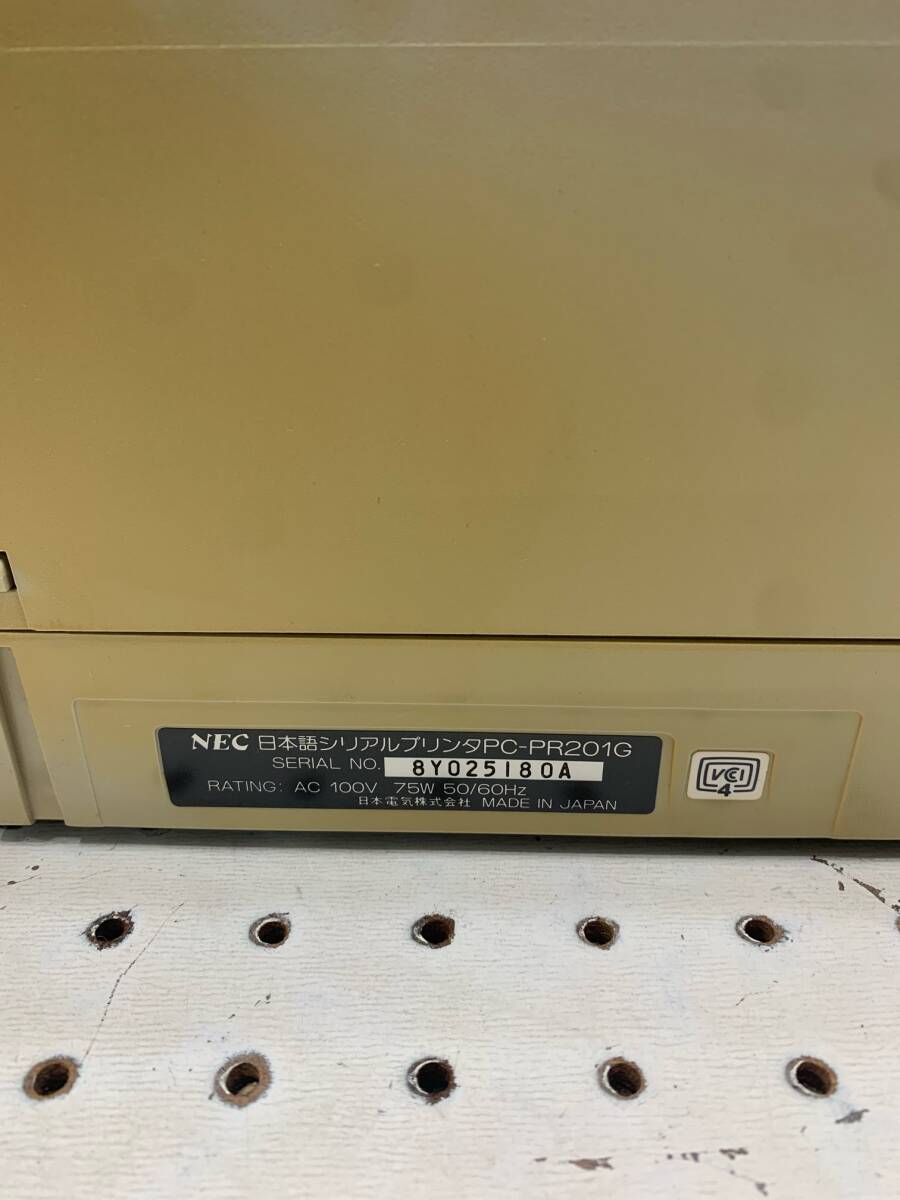 NEC 日本語シリアルプリンタPC-PR201G
SERIAL NO. 8Y025180A
RATING: AC 100V 75W 50/60Hz
日本電気株式会社 MADE IN JAPAN
VCCI
4